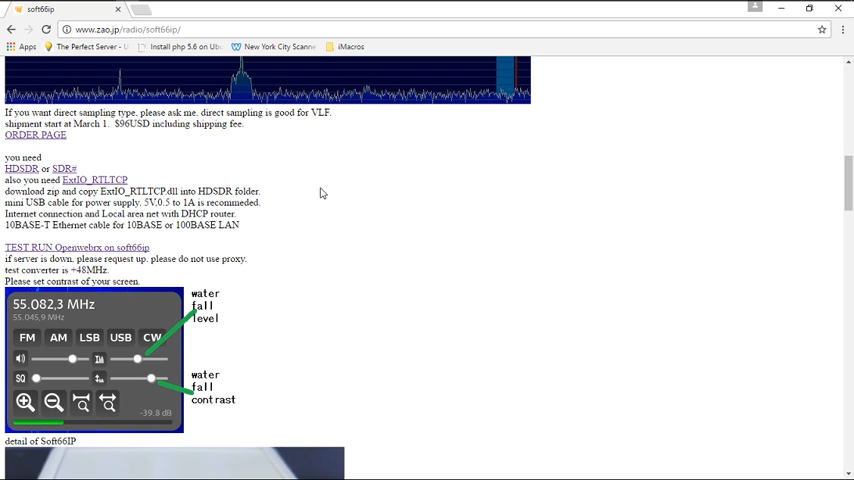 soft66ip
www.zao.jp/radio/soft66ip/
Apps
The Perfect Server -
Install php 5.6 on Ubu
New York City Scanne
iMacros
If you want direct sampling type, please ask me. direct sampling is good for VLF.
shipment start at March 1. $96USD including shipping fee.
ORDER PAGE
you need
HDSDR or SDR#
also you need ExtIO_RTLTCP
download zip and copy ExtIO_RTLTCP.dll into HDSDR folder.
mini USB cable for power supply. 5V,0.5 to 1A is recommeded.
Internet connection and Local area net with DHCP router.
10BASE-T Ethernet cable for 10BASE or 100BASE LAN
TEST RUN Openwebrx on soft66ip
if server is down, please request up. please do not use proxy.
test converter is +48MHz.
Please set contrast of your screen.
55.082,3 MHz
55.045,9 MHz
FM AM LSB USB CW
SQ
-39.8 dB
water
fall
level
water
fall
contrast
detail of Soft66IP